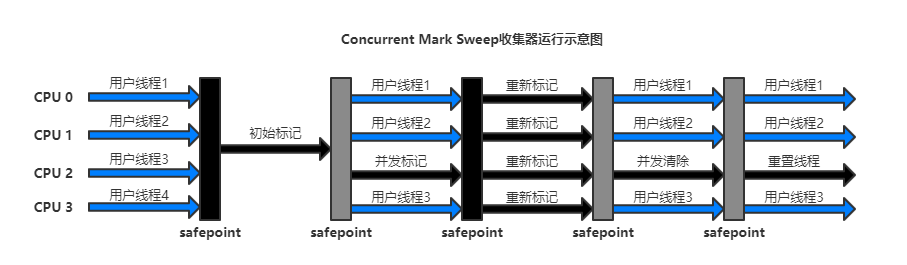 Concurrent Mark Sweep收集器运行示意图
CPU 0 用户线程1 用户线程1 重新标记 用户线程1 用户线程1
CPU 1 用户线程2 初始标记 用户线程2 重新标记 用户线程2 用户线程2
CPU 2 用户线程3 并发标记 重新标记 并发清除 重置线程
CPU 3 用户线程4 用户线程3 重新标记 用户线程3 用户线程3
safepoint safepoint safepoint safepoint safepoint